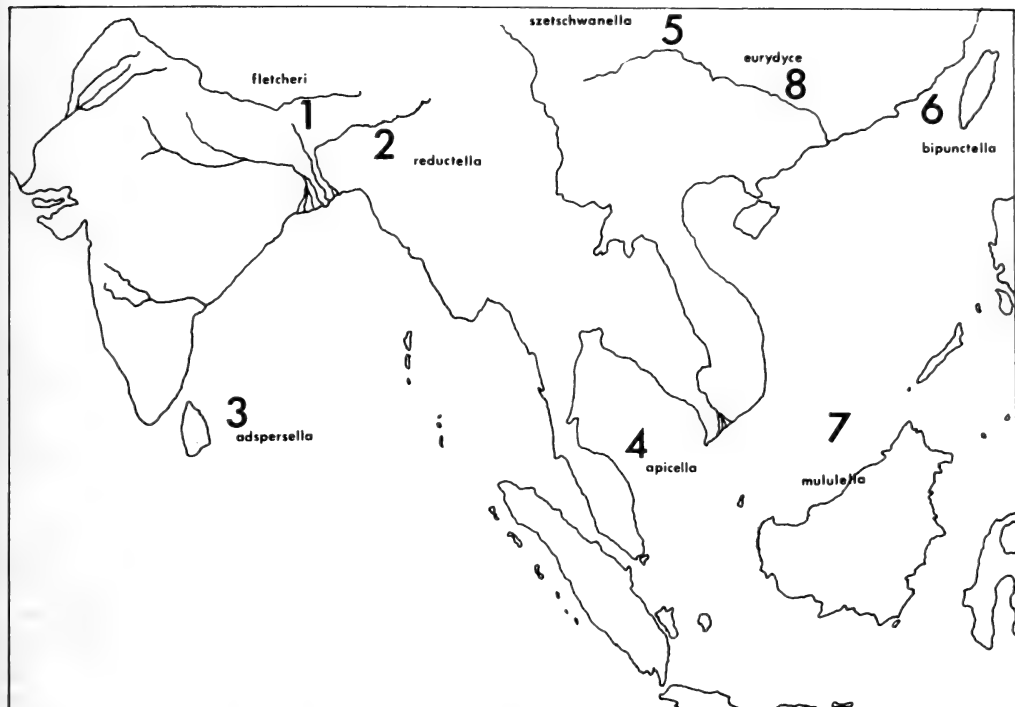 szetschwanella
5
eurydyce
8
fletcheri
1
2
reductella
6
bipunctella
3
adspersella
4
apicella
7
mululella